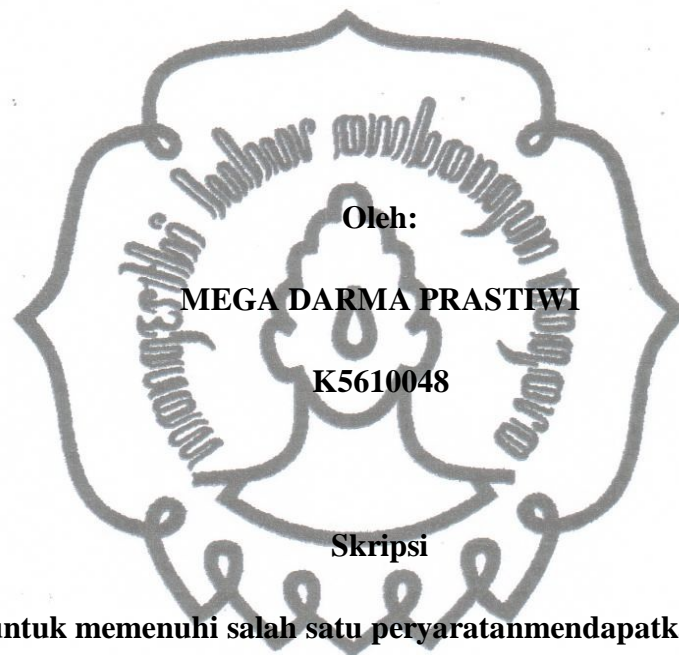 Oleh:
MEGA DARMA PRASTIWI
K5610048
Skripsi
untuk memenuhi salah satu peryaratanmendapatk